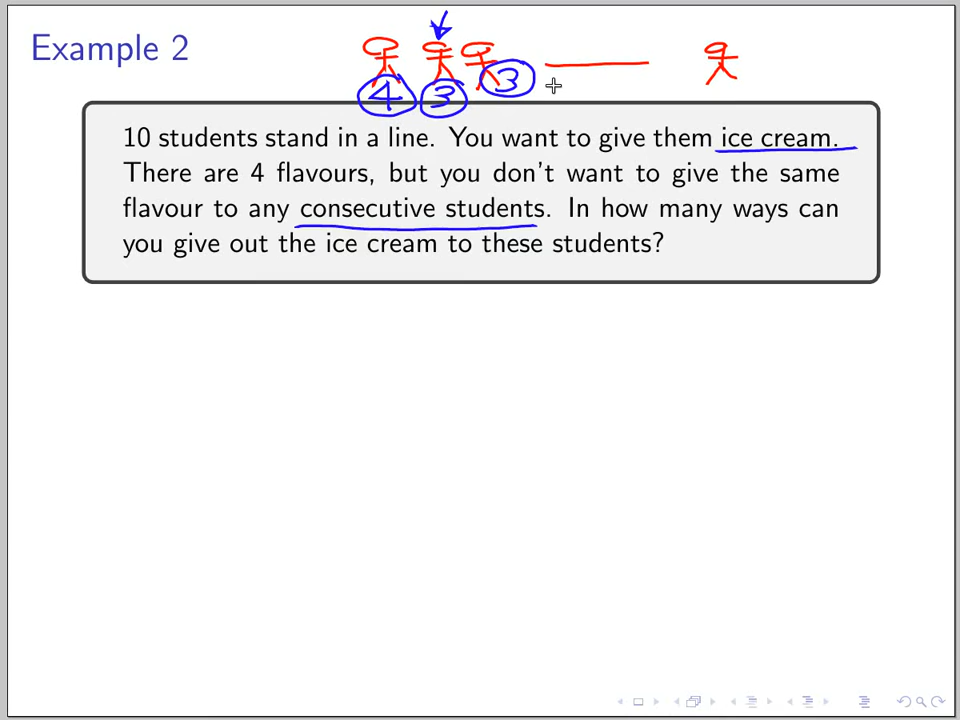 Example 2
4 3 3
10 students stand in a line. You want to give them ice cream.
There are 4 flavours, but you don't want to give the same
flavour to any consecutive students. In how many ways can
you give out the ice cream to these students?